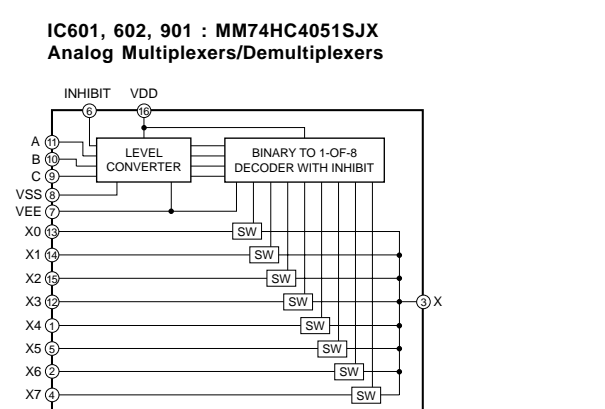 IC601, 602, 901 : MM74HC4051SJX
Analog Multiplexers/Demultiplexers
INHIBIT VDD
6 16
A 11
B 10
C 9
LEVEL
CONVERTER
BINARY TO 1-OF-8
DECODER WITH INHIBIT
VSS 8
VEE 7
X0 13 SW
X1 14 SW
X2 15 SW
X3 12 SW 3 X
X4 1 SW
X5 5 SW
X6 2 SW
X7 4 SW